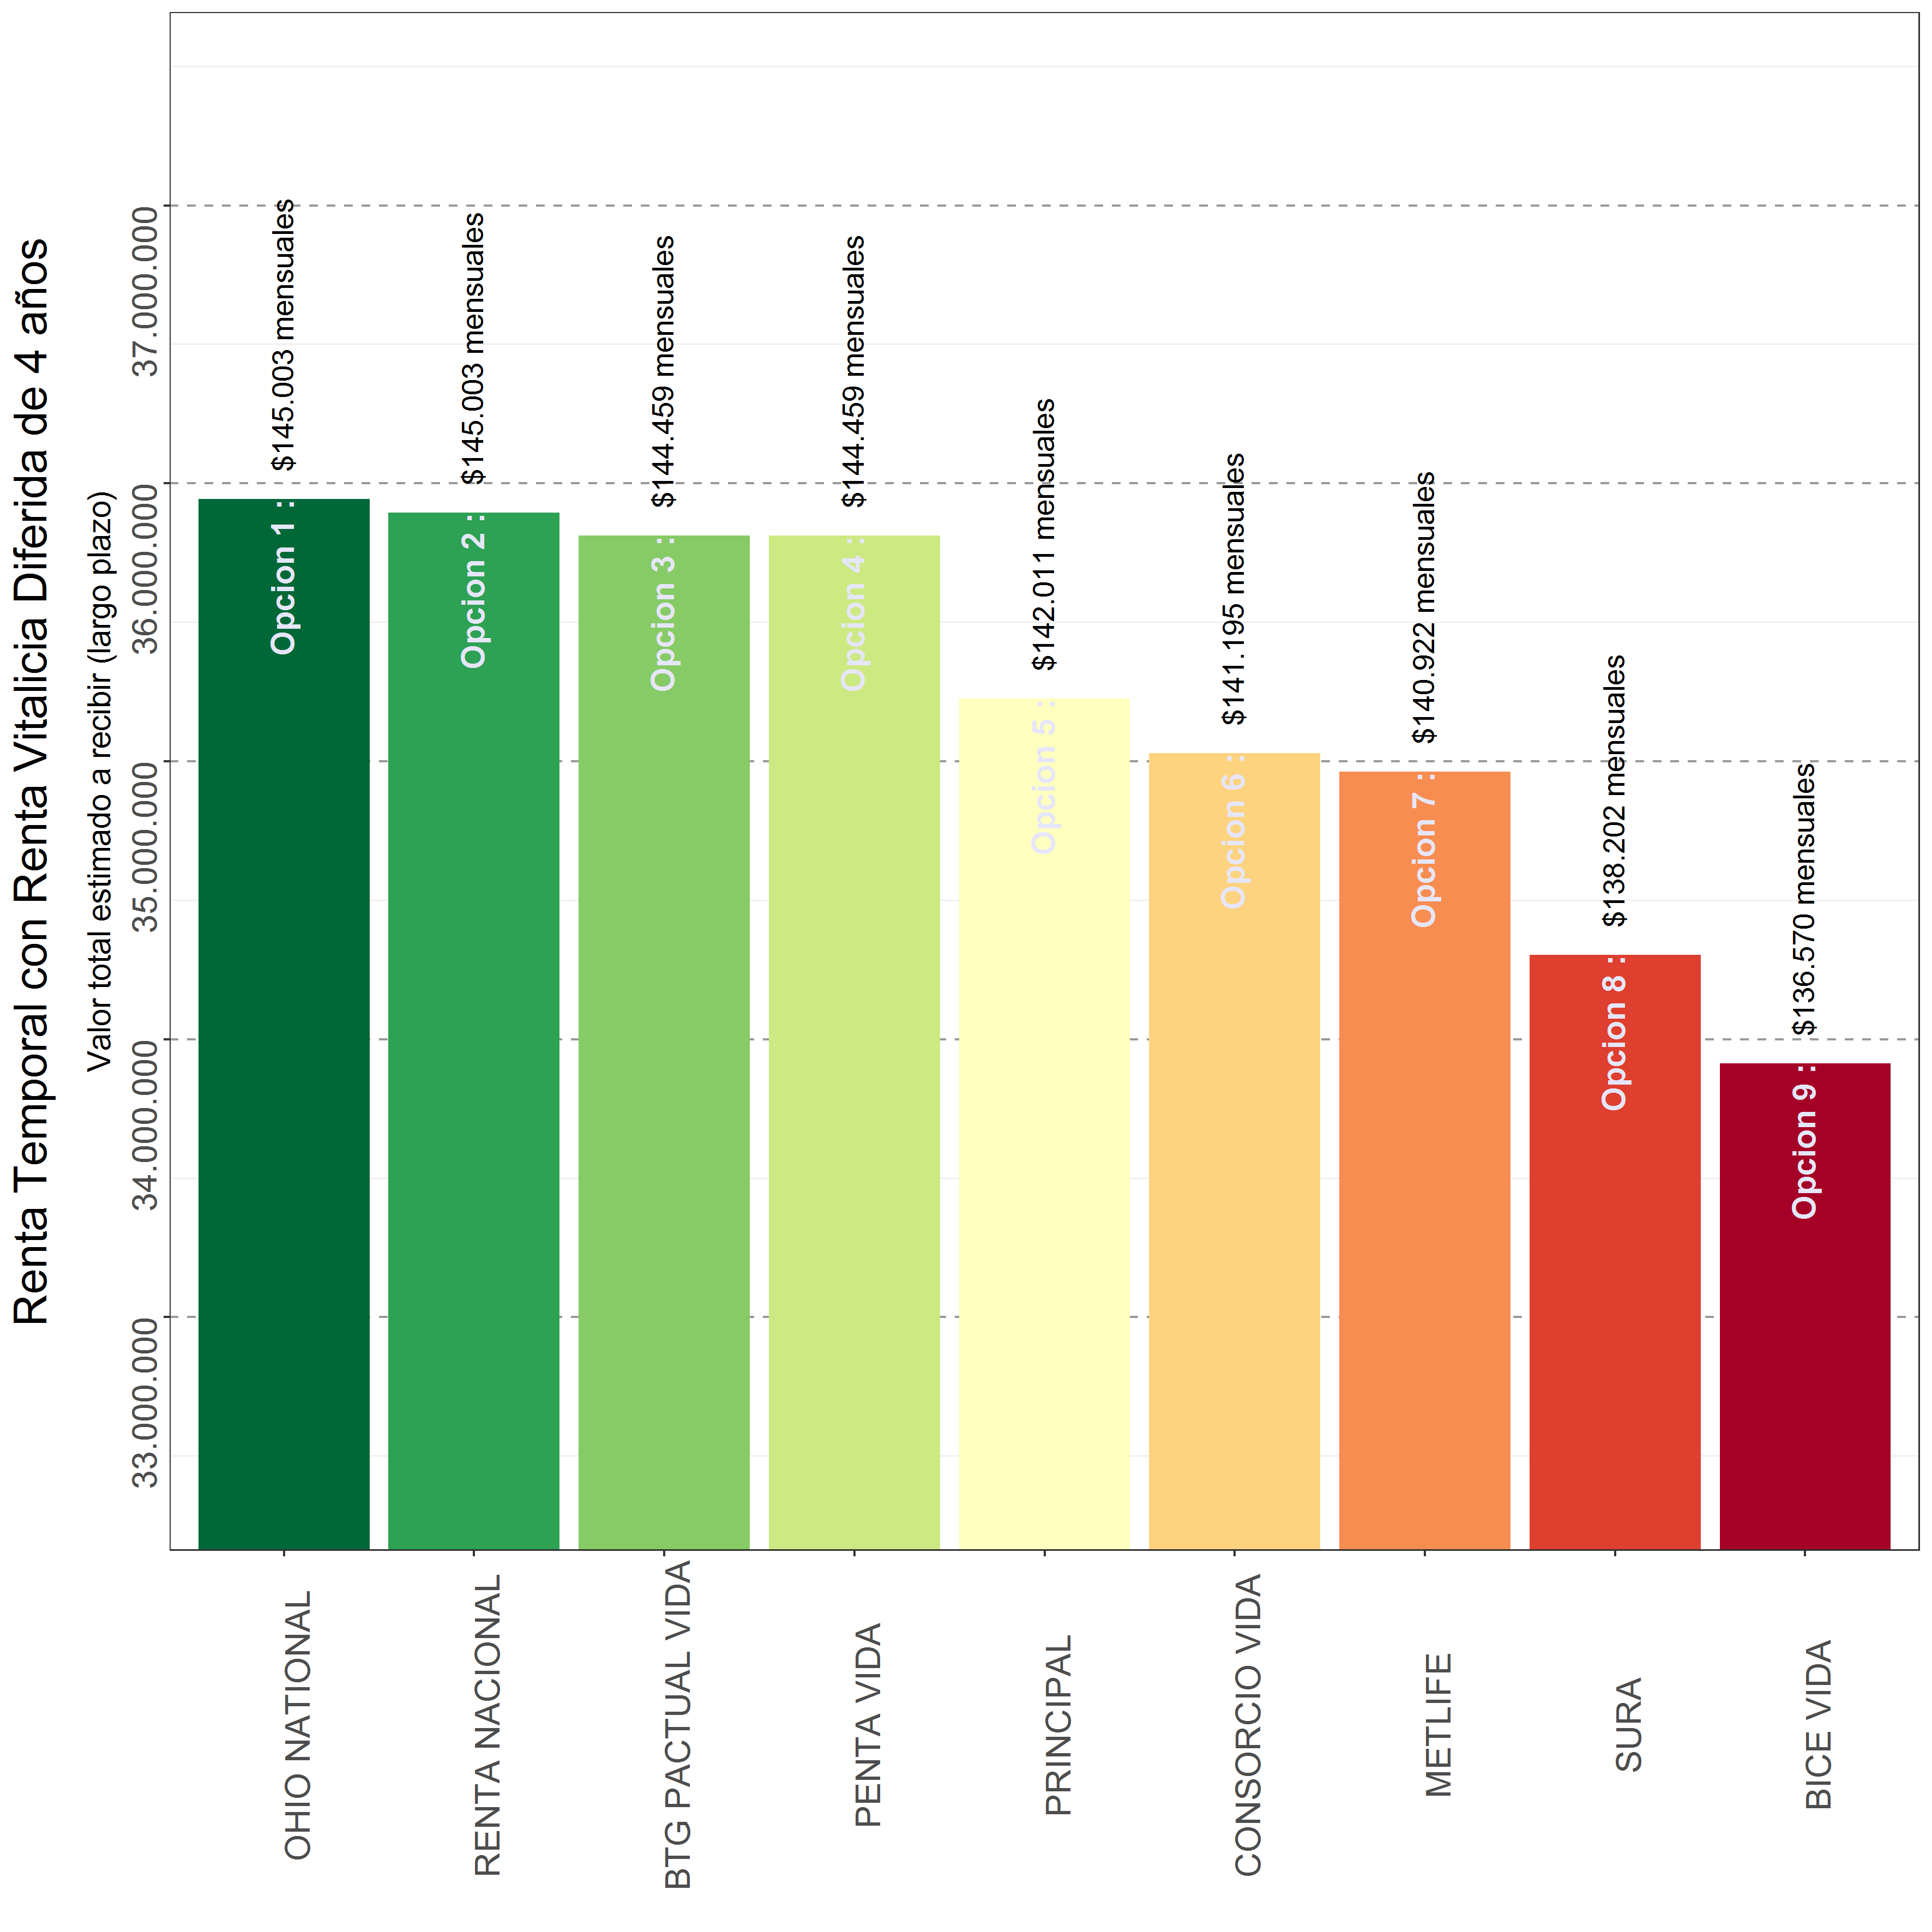 Renta Temporal con Renta Vitalicia Diferida de 4 años
Valor total estimado a recibir (largo plazo)
37.000.000
36.000.000
35.000.000
34.000.000
33.000.000
Opcion 1 :
$145.003 mensuales
Opcion 2 :
$145.003 mensuales
Opcion 3 :
$144.459 mensuales
Opcion 4 :
$144.459 mensuales
Opcion 5 :
$142.011 mensuales
Opcion 6 :
$141.195 mensuales
Opcion 7 :
$140.922 mensuales
Opcion 8 :
$138.202 mensuales
Opcion 9 :
$136.570 mensuales
OHIO NATIONAL
RENTA NACIONAL
BTG PACTUAL VIDA
PENTA VIDA
PRINCIPAL
CONSORCIO VIDA
METLIFE
SURA
BICE VIDA